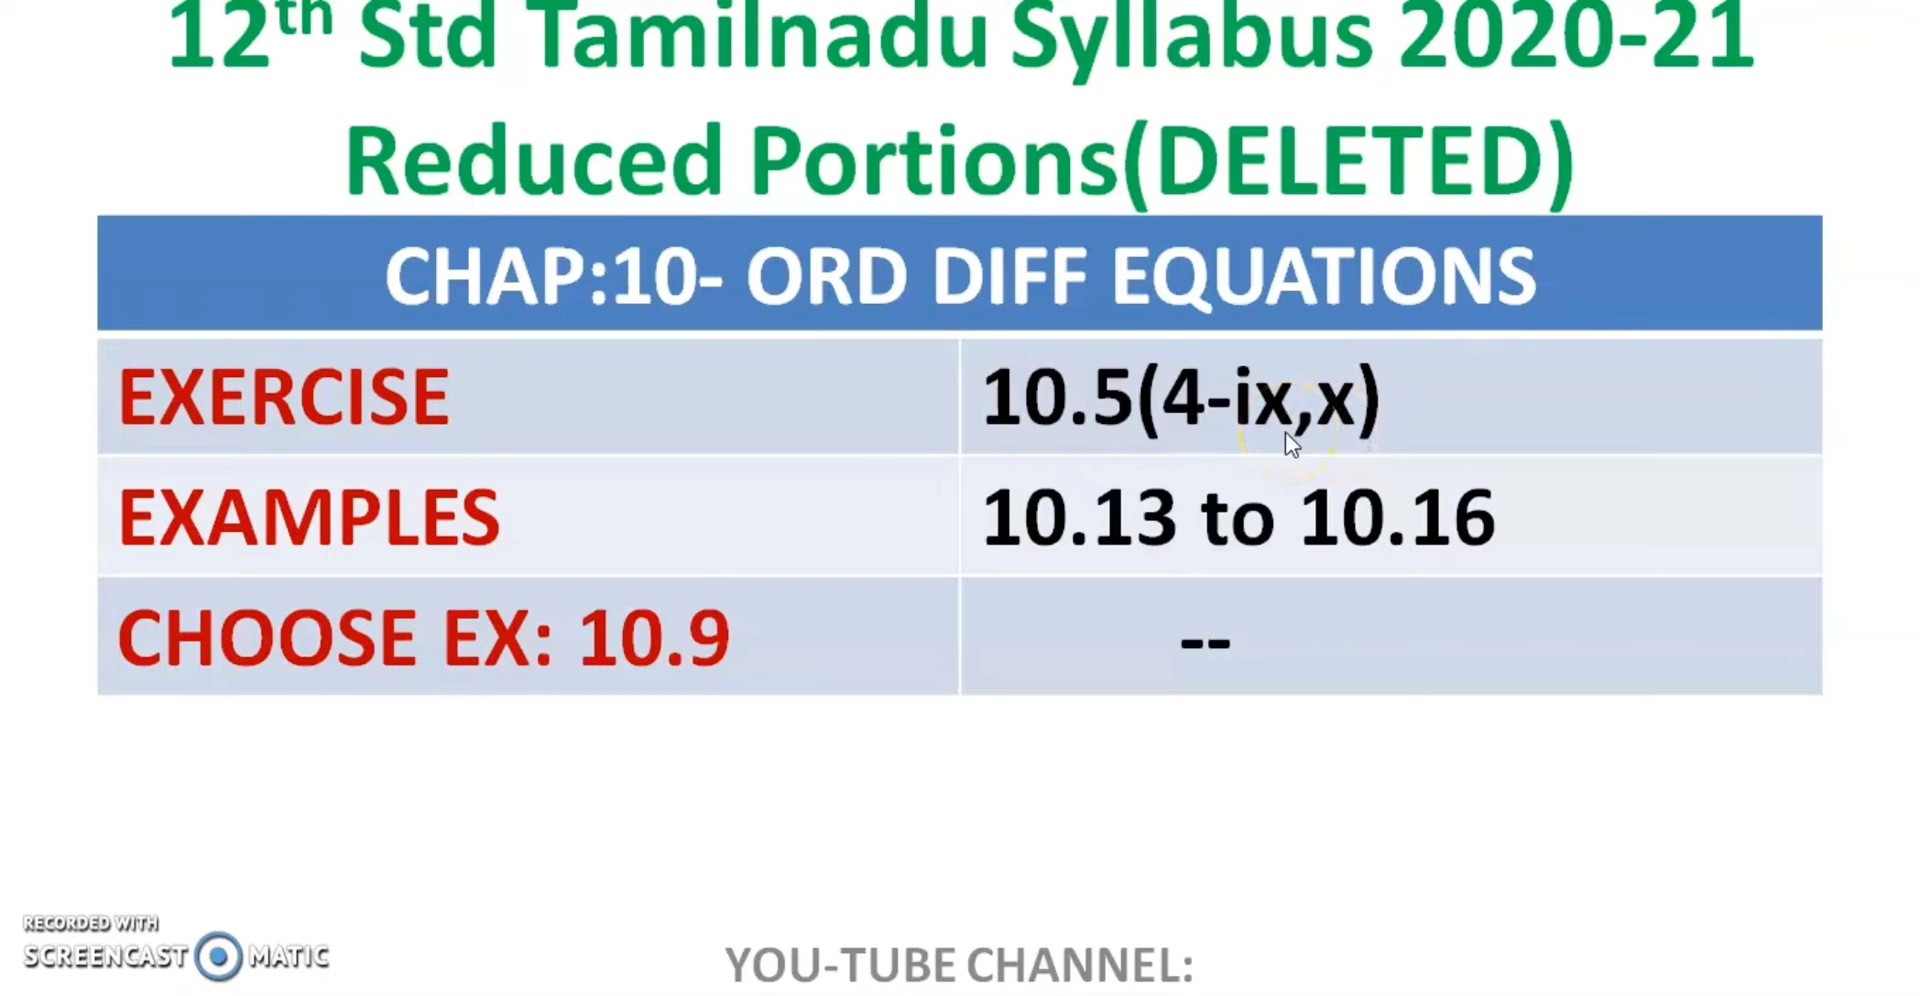 12th Std Tamilnadu Syllabus 2020-21
Reduced Portions(DELETED)
CHAP:10- ORD DIFF EQUATIONS
EXERCISE 10.5(4-ix,x)
EXAMPLES 10.13 to 10.16
CHOOSE EX: 10.9 --
RECORDED WITH
SCREENCAST MATIC
YOU-TUBE CHANNEL: